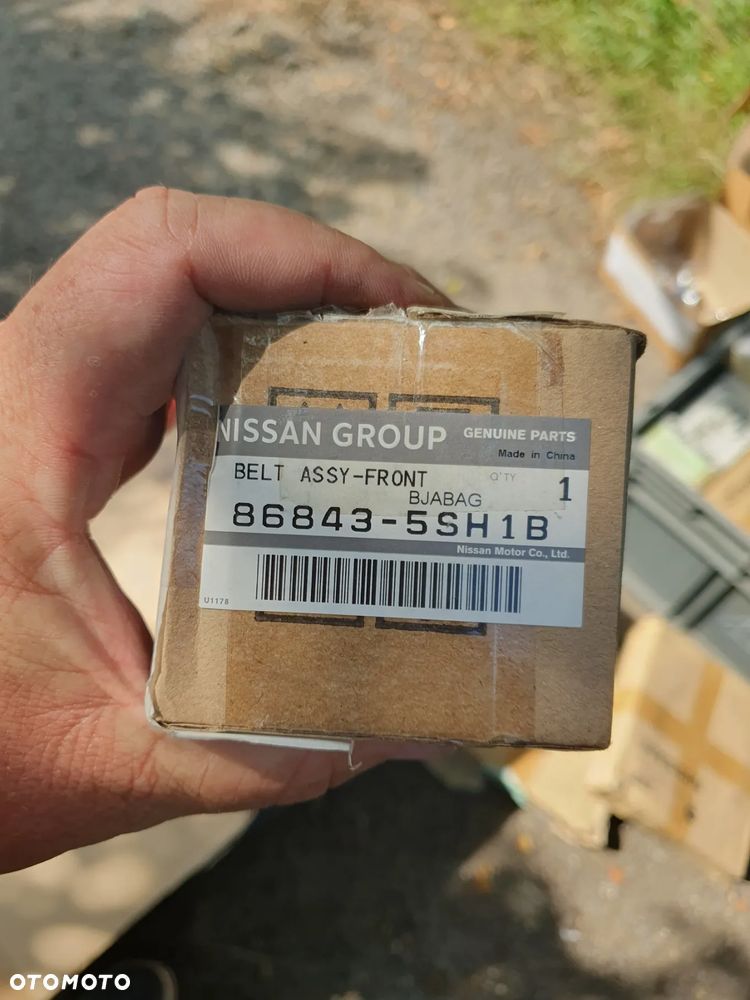 NISSAN GROUP GENUINE PARTS
Made in China
BELT ASSY-FRONT Q'TY 1
BJABAG
86843-5SH1B
Nissan Motor Co., Ltd.
U1178
OTOMOTO